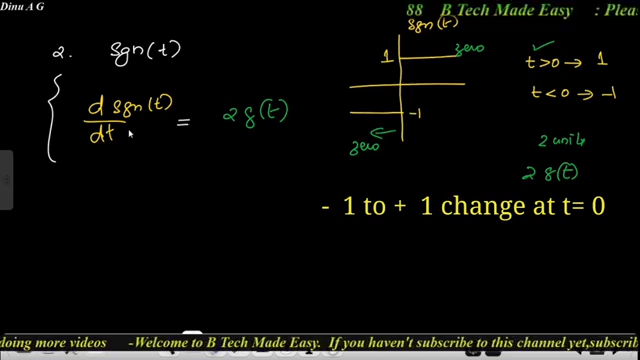 Dinu A G
88 B Tech Made Easy : Plea
2. sgn(t)
d sgn(t)
dt
= 2δ(t)
sgn(t)
1
zero
-1
zero
t>0 → 1
t<0 → -1
2 units
2δ(t)
- 1 to + 1 change at t= 0
doing more videos -Welcome to B Tech Made Easy. If you haven't subscribe to this channel yet,subscrib